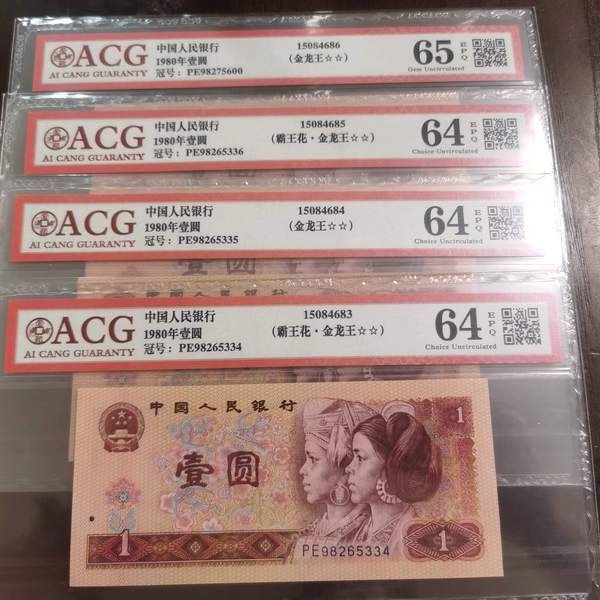 ACG
AI CANG GUARANTY
中国人民银行
1980年壹圆
冠号：PE98275600
15084686
(金龙王☆☆)
65
EPQ
Gem Uncirculated
ACG
AI CANG GUARANTY
中国人民银行
1980年壹圆
冠号：PE98265336
15084685
(霸王花·金龙王☆☆)
64
EPQ
Choice Uncirculated
ACG
AI CANG GUARANTY
中国人民银行
1980年壹圆
冠号：PE98265335
15084684
(金龙王☆☆)
64
EPQ
Choice Uncirculated
ACG
AI CANG GUARANTY
中国人民银行
1980年壹圆
冠号：PE98265334
15084683
(霸王花·金龙王☆☆)
64
EPQ
Choice Uncirculated
中国人民银行
1
壹圆
PE98265334
1
1